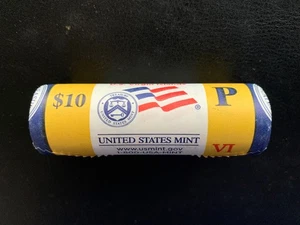 $10
P
UNITED STATES MINT
www.usmint.gov
1-800-USA-MINT
VI